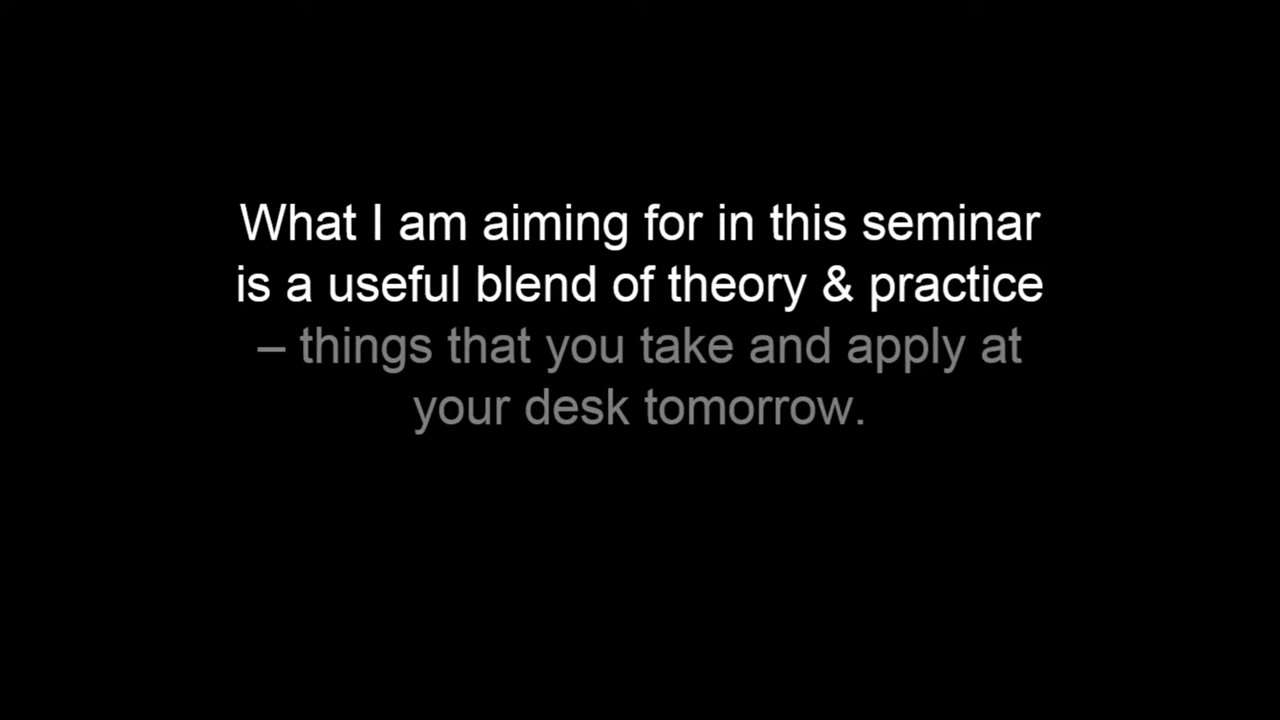 What I am aiming for in this seminar
is a useful blend of theory & practice
– things that you take and apply at
your desk tomorrow.